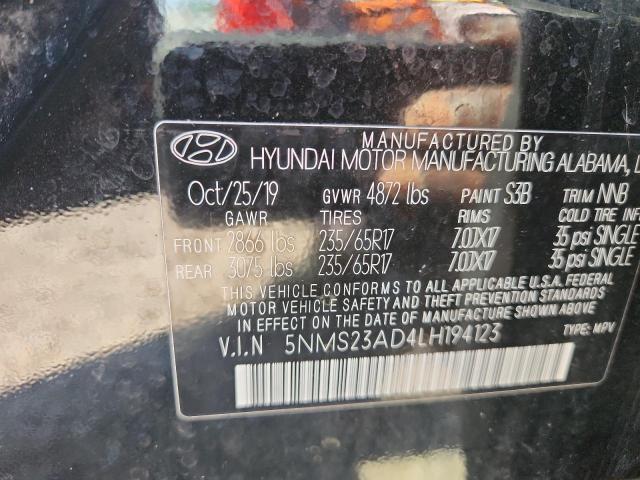 MANUFACTURED BY
HYUNDAI MOTOR MANUFACTURING ALABAMA, L
Oct/25/19 GVWR 4872 lbs PAINT S3B TRIM NNB
GAWR TIRES RIMS COLD TIRE INF
FRONT 2866 lbs 235/65R17 7.0JX17 35 psi SINGLE
REAR 3075 lbs 235/65R17 7.0JX17 35 psi SINGLE
THIS VEHICLE CONFORMS TO ALL APPLICABLE U.S.A. FEDERAL
MOTOR VEHICLE SAFETY AND THEFT PREVENTION STANDARDS
IN EFFECT ON THE DATE OF MANUFACTURE SHOWN ABOVE
V.I.N 5NMS23AD4LH194123 TYPE: MPV